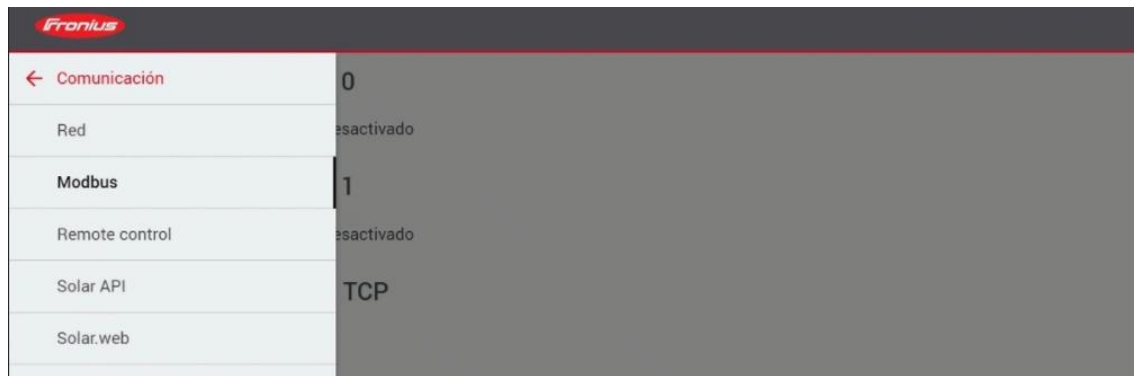 Fronius
Comunicación
0
Red
esactivado
Modbus
1
Remote control
esactivado
Solar API
TCP
Solar.web